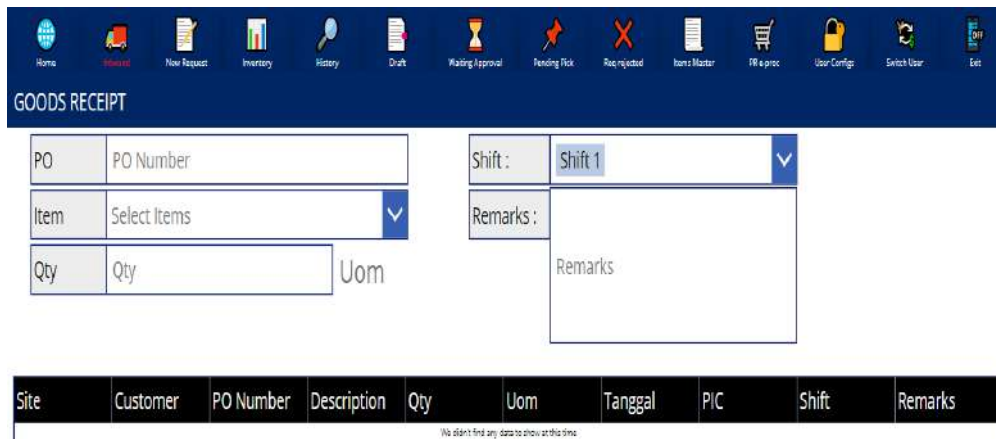 Home Inbound New Request Inventory History Draft Waiting Approval Pending Pick Req rejected Items Master PR e-proc User Configs Switch User OFF Exit
GOODS RECEIPT
PO PO Number Shift : Shift 1
Item Select Items Remarks :
Qty Qty Uom Remarks
Site Customer PO Number Description Qty Uom Tanggal PIC Shift Remarks
We didn't find any data to show at this time